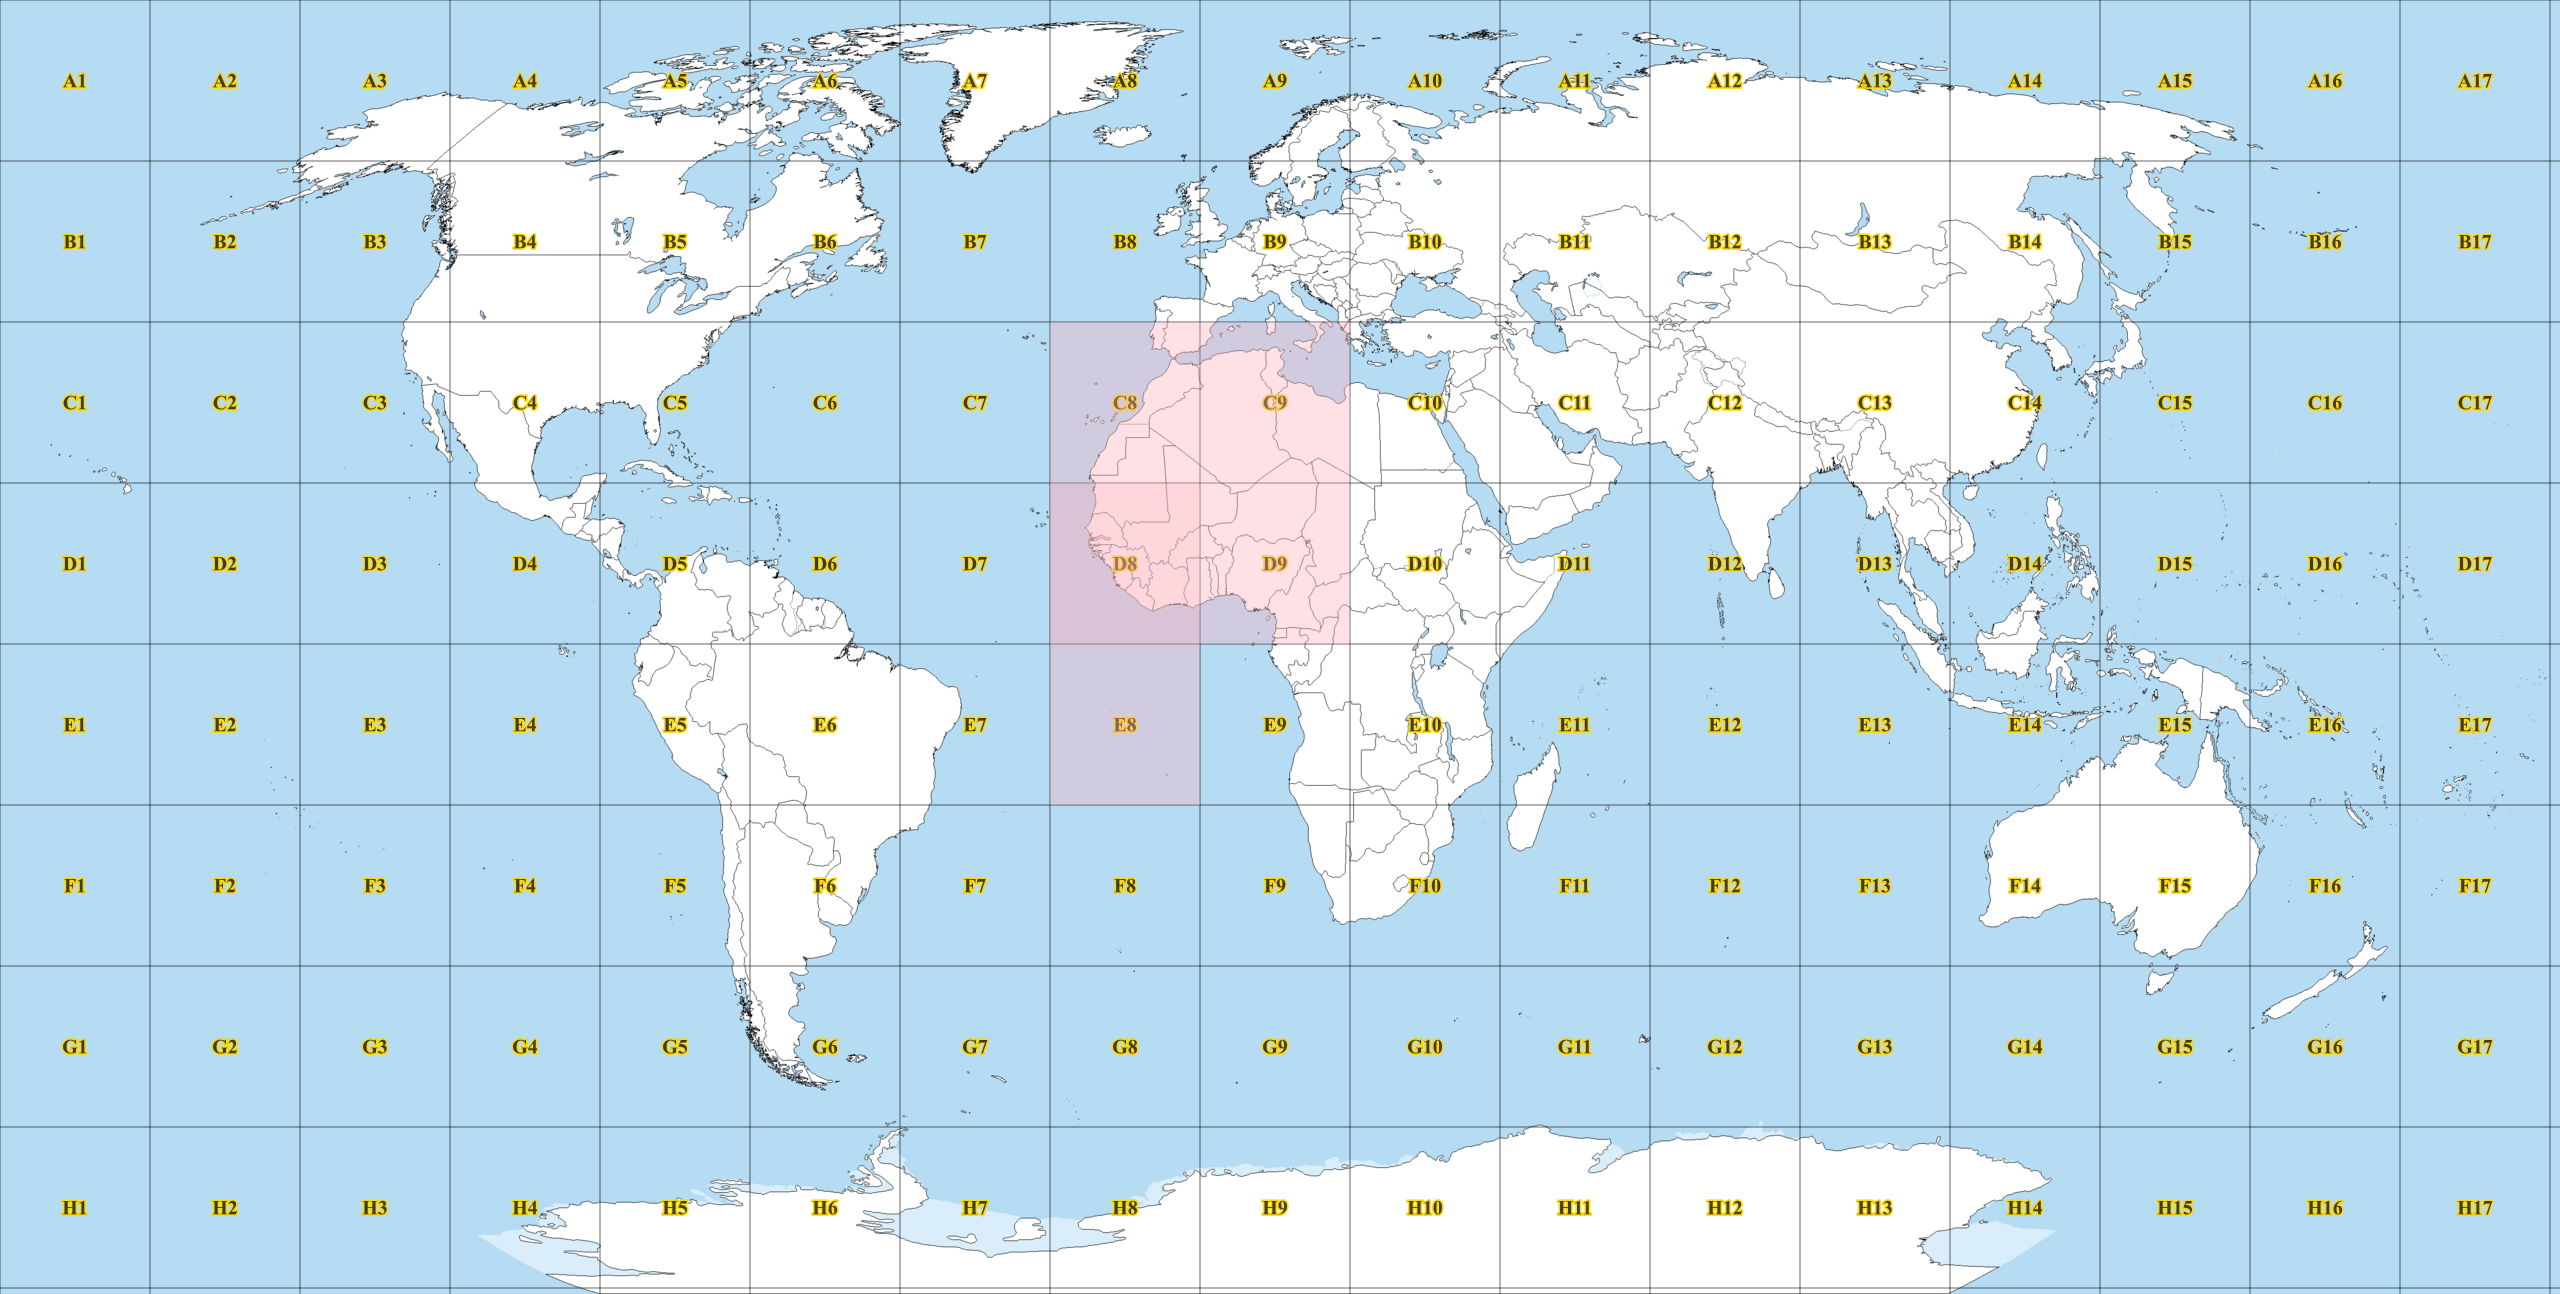 A1 A2 A3 A4 A5 A6 A7 A8 A9 A10 A11 A12 A13 A14 A15 A16 A17
B1 B2 B3 B4 B5 B6 B7 B8 B9 B10 B11 B12 B13 B14 B15 B16 B17
C1 C2 C3 C4 C5 C6 C7 C8 C9 C10 C11 C12 C13 C14 C15 C16 C17
D1 D2 D3 D4 D5 D6 D7 D8 D9 D10 D11 D12 D13 D14 D15 D16 D17
E1 E2 E3 E4 E5 E6 E7 E8 E9 E10 E11 E12 E13 E14 E15 E16 E17
F1 F2 F3 F4 F5 F6 F7 F8 F9 F10 F11 F12 F13 F14 F15 F16 F17
G1 G2 G3 G4 G5 G6 G7 G8 G9 G10 G11 G12 G13 G14 G15 G16 G17
H1 H2 H3 H4 H5 H6 H7 H8 H9 H10 H11 H12 H13 H14 H15 H16 H17